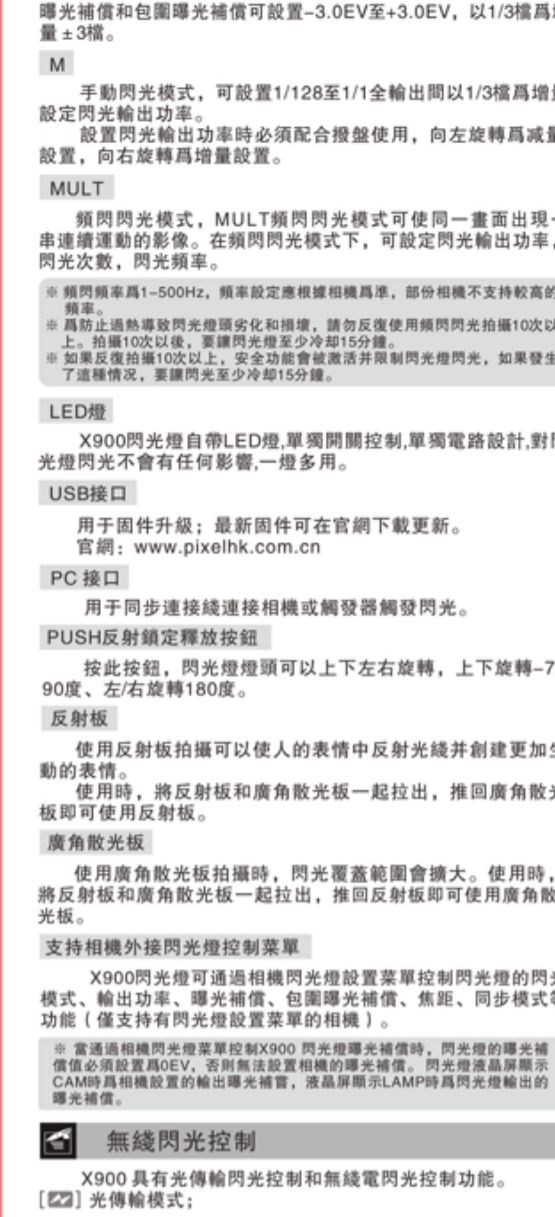 曝光補償和包圍曝光補償可設置-3.0EV至+3.0EV，以1/3檔爲
量±3檔。
M
手動閃光模式，可設置1/128至1/1全輸出間以1/3檔爲增
設定閃光輸出功率。
設置閃光輸出功率時必須配合撥盤使用，向左旋轉爲減量
設置，向右旋轉爲增量設置。
MULT
頻閃閃光模式，MULT頻閃閃光模式可使同一畫面出現
串連續運動的影像。在頻閃閃光模式下，可設定閃光輸出功率，
閃光次數，閃光頻率。
※ 頻閃頻率爲1-500Hz，頻率設定應根據相機爲準，部份相機不支持較高的
頻率。
※ 爲防止過熱導致閃光燈頭劣化和損壞，請勿反復使用頻閃閃光拍攝10次以
上。拍攝10次以後，要讓閃光燈至少冷却15分鐘。
※ 如果反復拍攝10次以上，安全功能會被激活并限制閃光燈閃光，如果發生
了這種情况，要讓閃光至少冷却15分鐘。
LED燈
X900閃光燈自帶LED燈,單獨開關控制,單獨電路設計,對
光燈閃光不會有任何影響,一燈多用。
USB接口
用于固件升級；最新固件可在官網下載更新。
官網：www.pixelhk.com.cn
PC 接口
用于同步連接綫連接相機或觸發器觸發閃光。
PUSH反射鎖定釋放按鈕
按此按鈕，閃光燈燈頭可以上下左右旋轉，上下旋轉-7
90度、左/右旋轉180度。
反射板
使用反射板拍攝可以使人的表情中反射光綫并創建更加生
動的表情。
使用時，將反射板和廣角散光板一起拉出，推回廣角散光
板即可使用反射板。
廣角散光板
使用廣角散光板拍攝時，閃光覆蓋範圍會擴大。使用時，
將反射板和廣角散光板一起拉出，推回反射板即可使用廣角散
光板。
支持相機外接閃光燈控制菜單
X900閃光燈可通過相機閃光燈設置菜單控制閃光燈的閃光
模式、輸出功率、曝光補償、包圍曝光補償、焦距、同步模式等
功能（僅支持有閃光燈設置菜單的相機）。
※ 當通過相機閃光燈菜單控制X900 閃光燈曝光補償時，閃光燈的曝光補
償值必須設置爲0EV，否則無法設置相機的曝光補償。 閃光燈液晶屏顯示
CAM時爲相機設置的輸出曝光補嘗，液晶屏顯示LAMP時爲閃光燈輸出的
曝光補償。
無綫閃光控制
X900 具有光傳輸閃光控制和無綫電閃光控制功能。
[ ] 光傳輸模式；